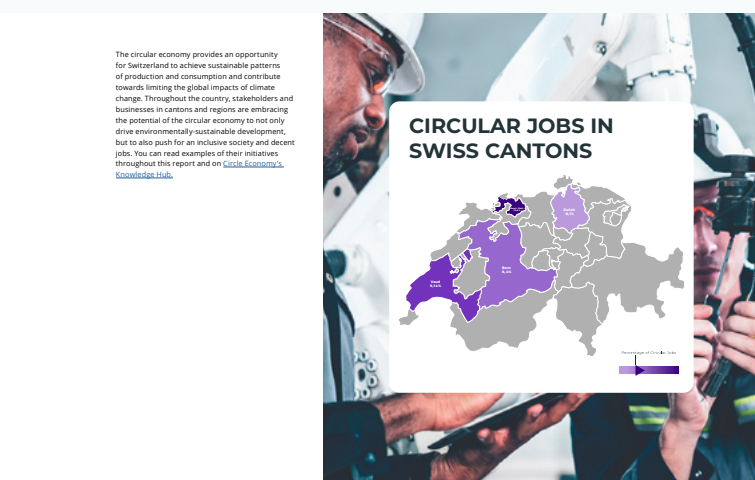 The circular economy provides an opportunity
for Switzerland to achieve sustainable patterns
of production and consumption and contribute
towards limiting the global impacts of climate
change. Throughout the country, stakeholders and
businesses in cantons and regions are embracing
the potential of the circular economy to not only
drive environmentally-sustainable development,
but to also push for an inclusive society and decent
jobs. You can read examples of their initiatives
throughout this report and on Circle Economy's
Knowledge Hub.
CIRCULAR JOBS IN
SWISS CANTONS
Zurich
Bern
Vaud
Percentage of Circular Jobs